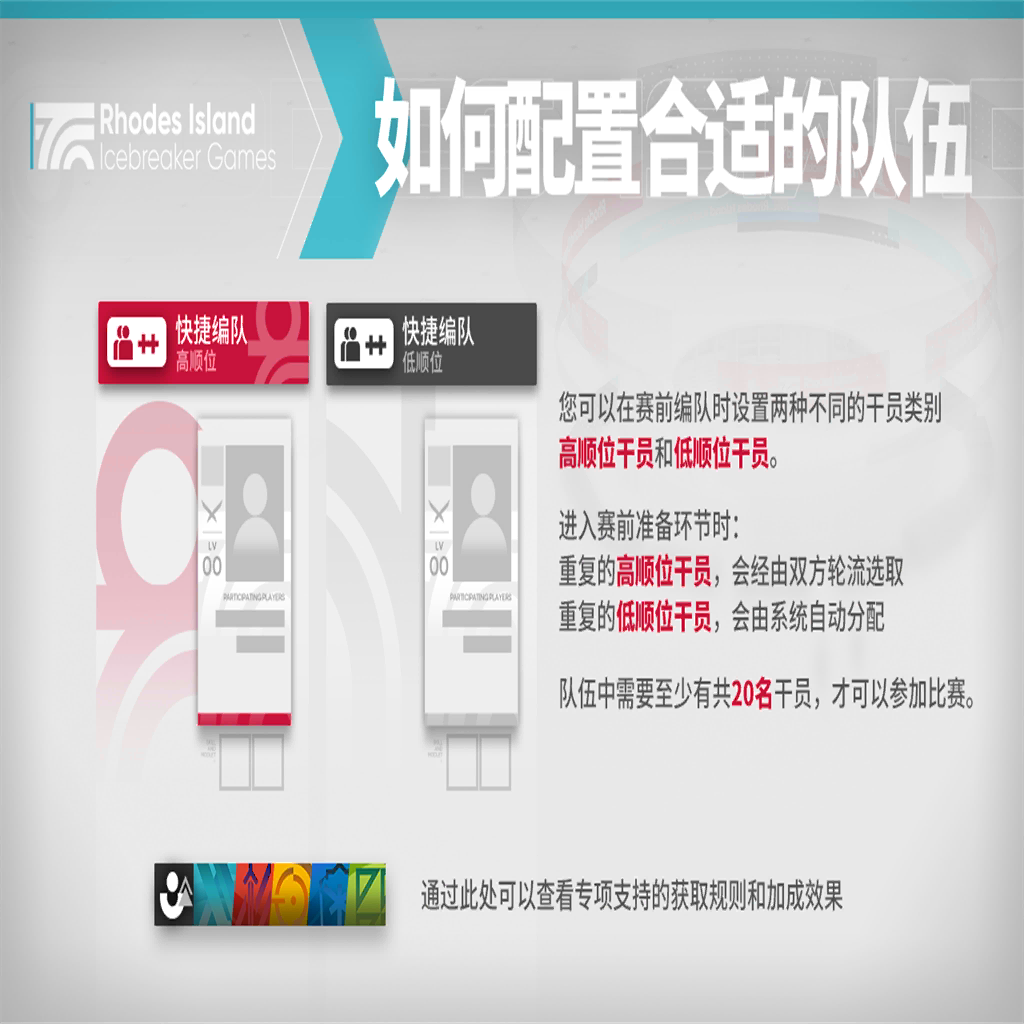 Rhodes Island
Icebreaker Games
如何配置合适的队伍
快捷编队
高顺位
快捷编队
低顺位
LV
00
PARTICIPATING PLAYERS
LV
00
PARTICIPATING PLAYERS
您可以在赛前编队时设置两种不同的干员类别
高顺位干员和低顺位干员。
进入赛前准备环节时：
重复的高顺位干员，会经由双方轮流选取
重复的低顺位干员，会由系统自动分配
队伍中需要至少有共20名干员，才可以参加比赛。
通过此处可以查看专项支持的获取规则和加成效果